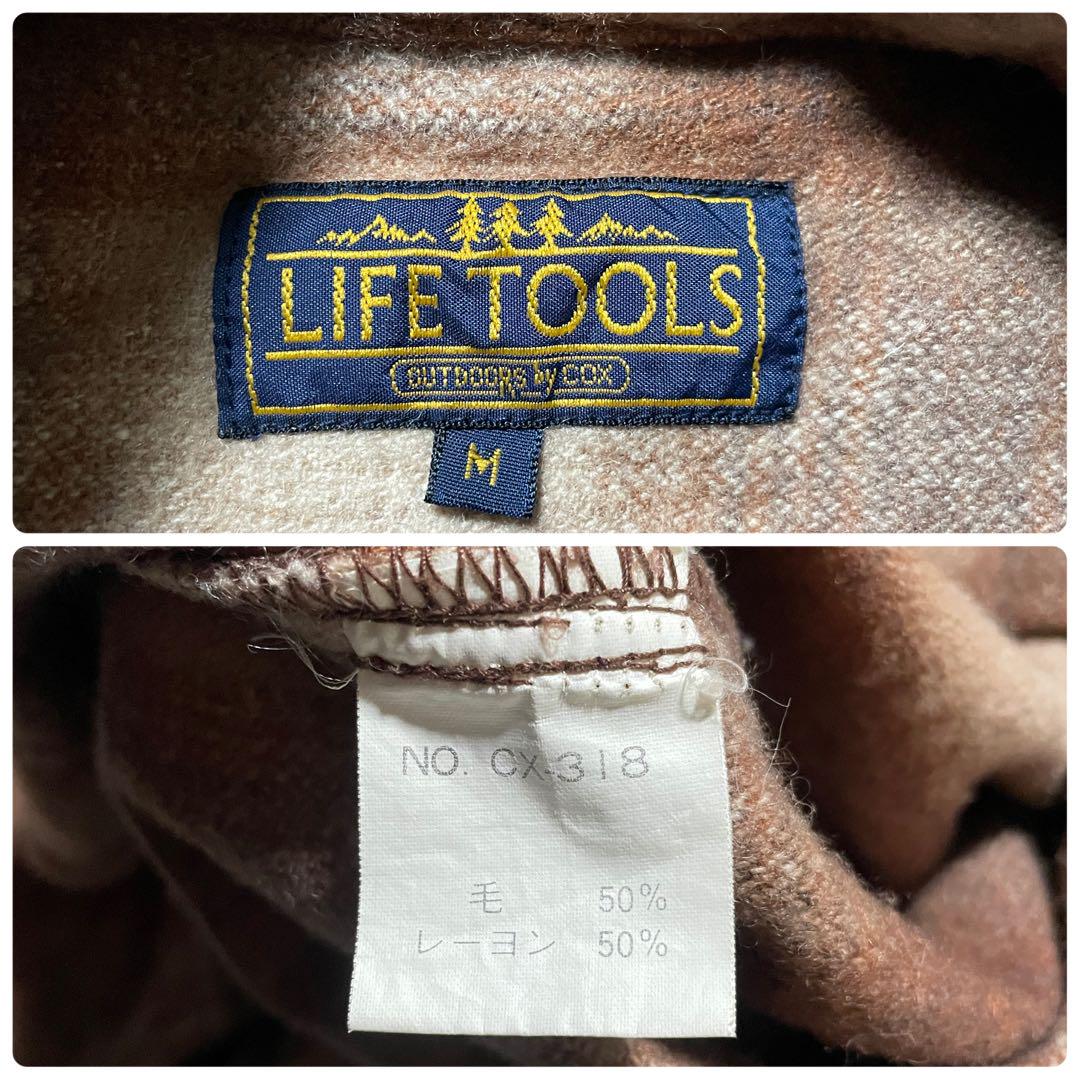 LIFE TOOLS
OUTDOORS by COX
M
NO. CX-318
毛 50%
レーヨン 50%